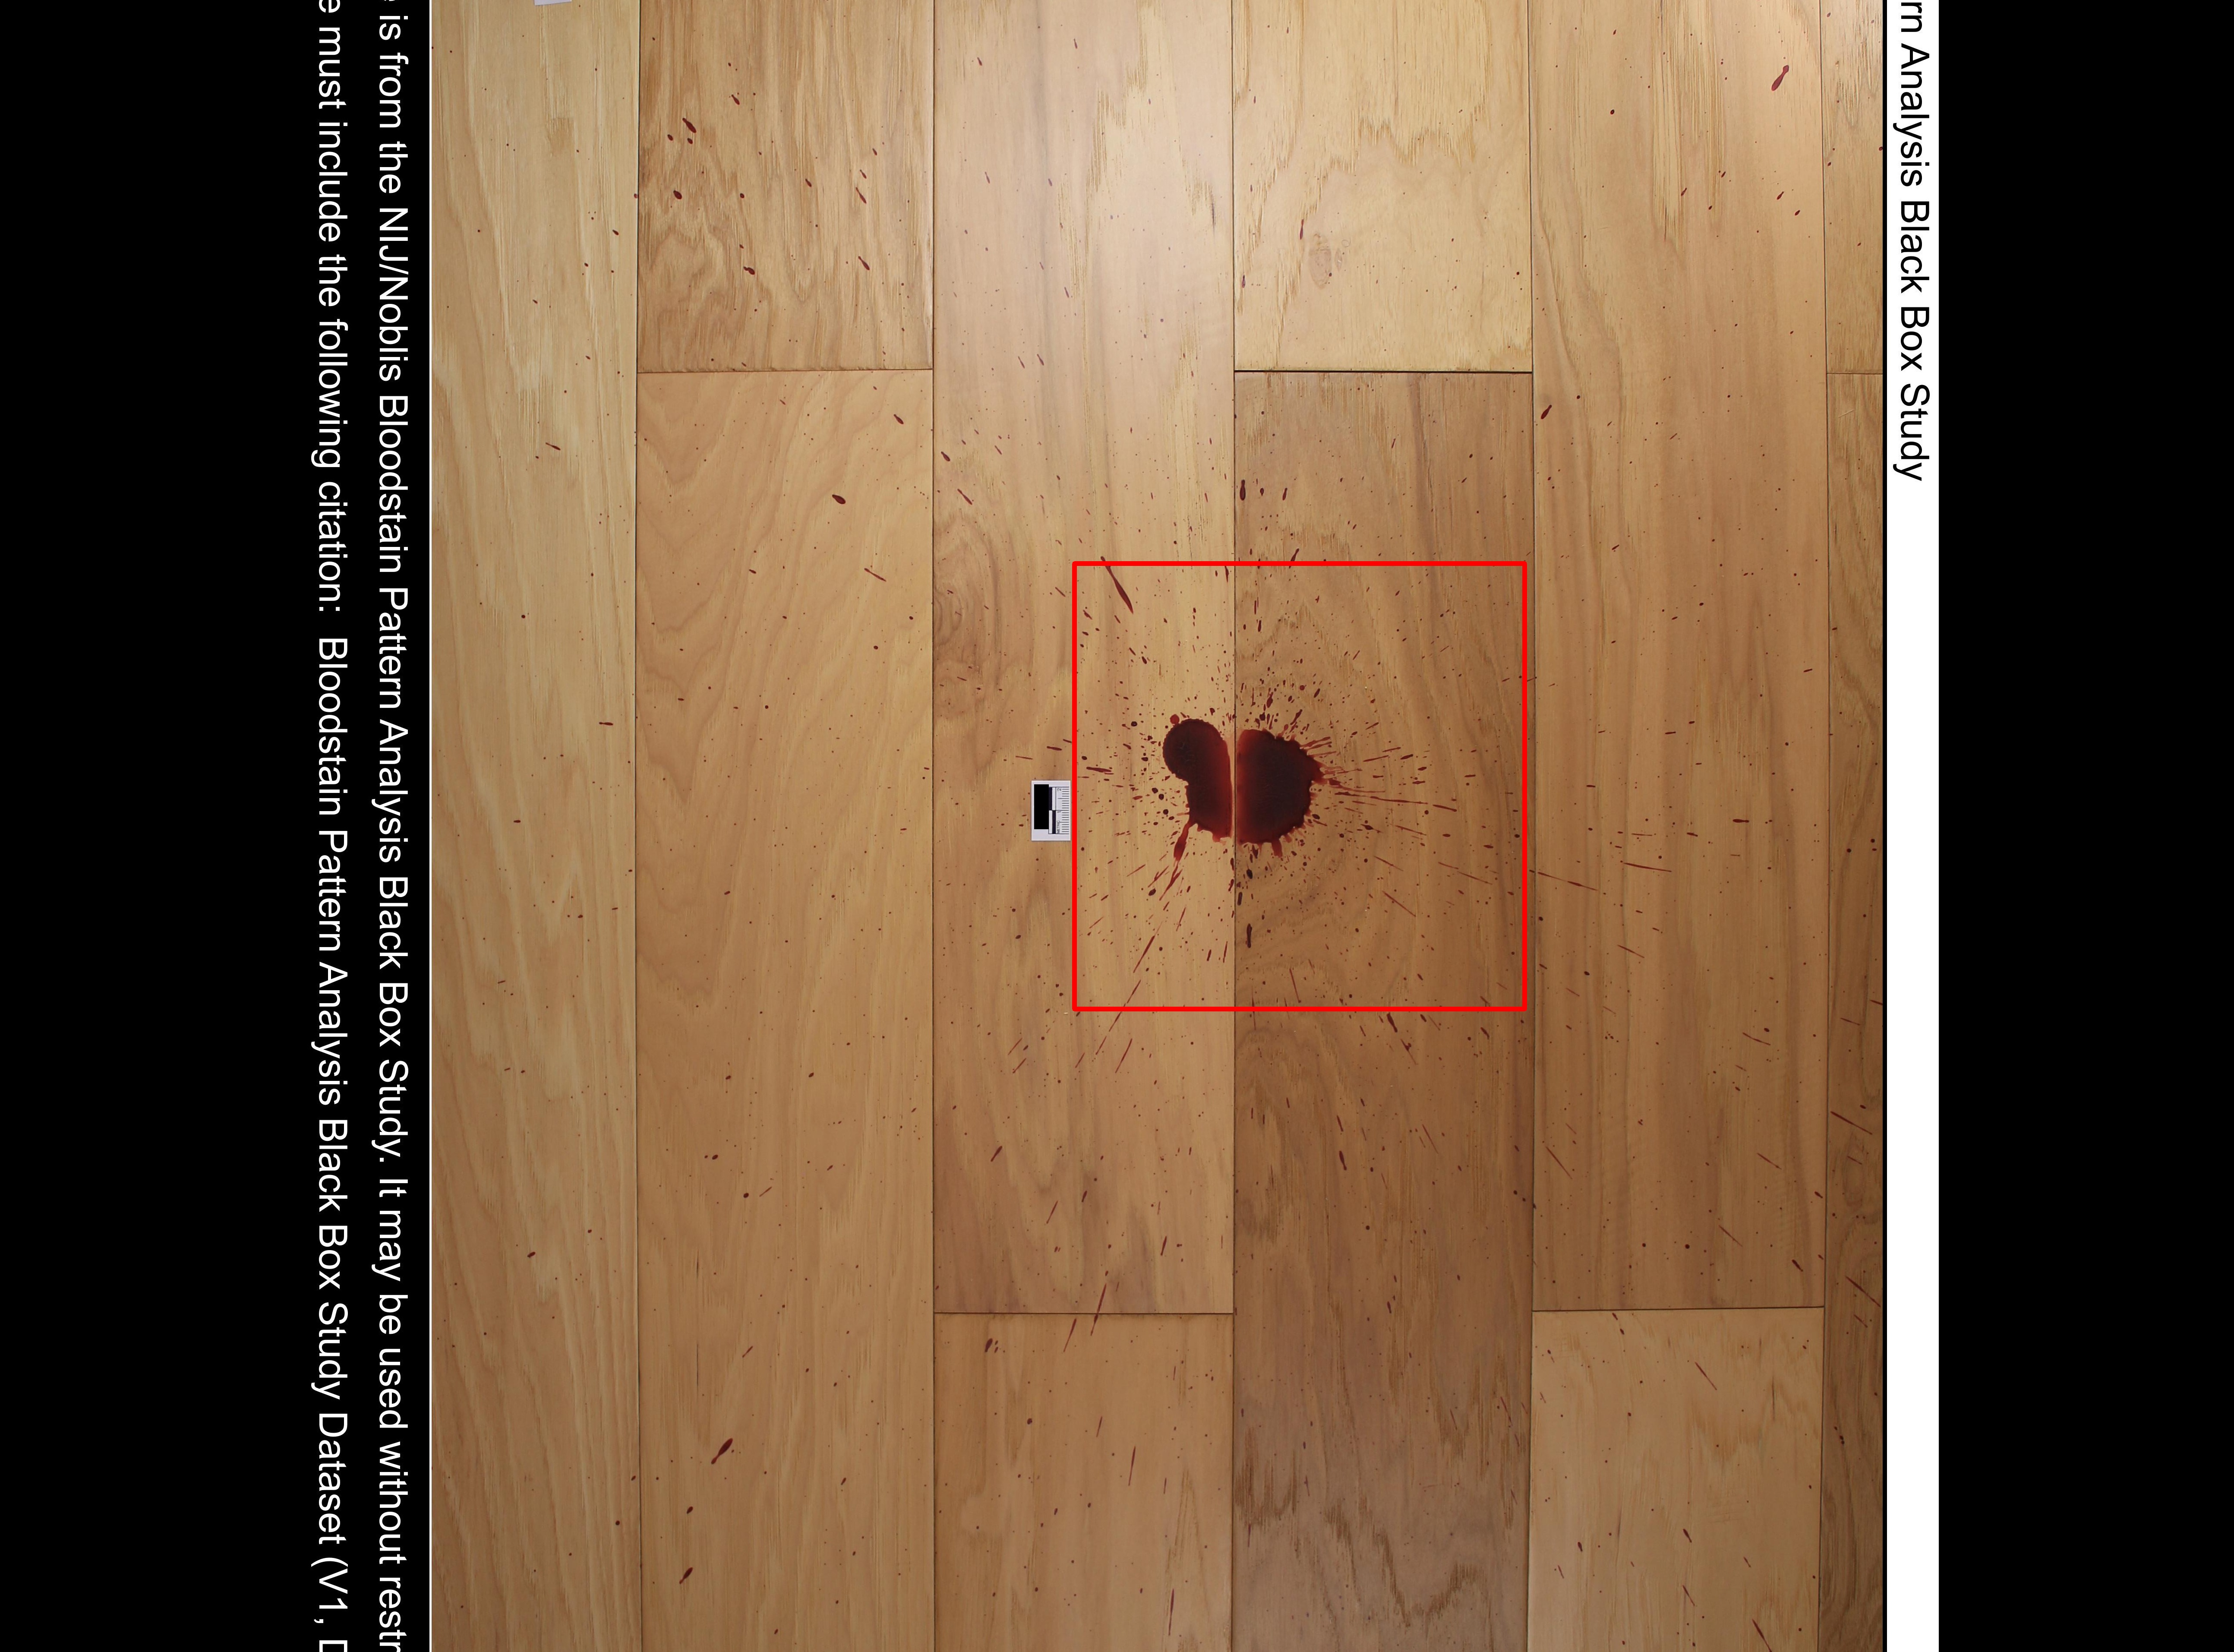 rn Analysis Black Box Study
is from the NIJ/Noblis Bloodstain Pattern Analysis Black Box Study. It may be used without restr
must include the following citation: Bloodstain Pattern Analysis Black Box Study Dataset (V1,